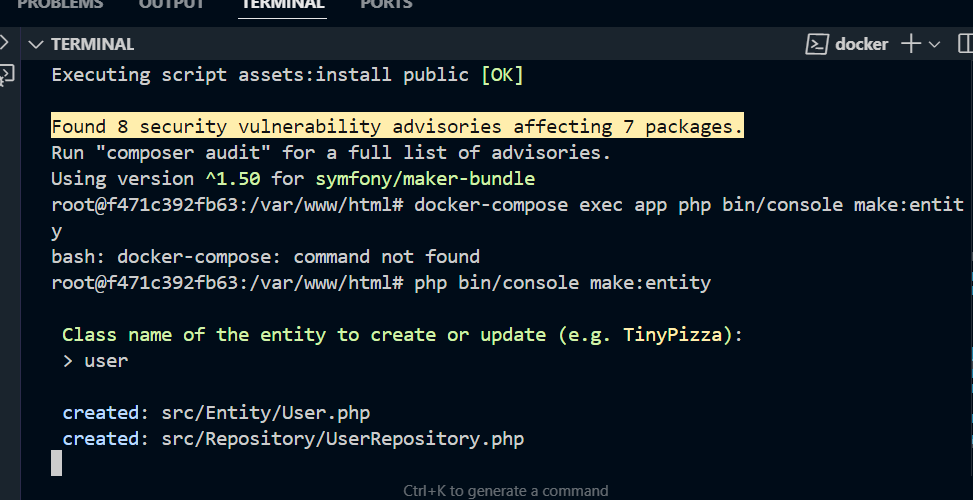 PROBLEMS OUTPUT TERMINAL PORTS
TERMINAL docker
Executing script assets:install public [OK]
Found 8 security vulnerability advisories affecting 7 packages.
Run "composer audit" for a full list of advisories.
Using version ^1.50 for symfony/maker-bundle
root@f471c392fb63:/var/www/html# docker-compose exec app php bin/console make:entit
y
bash: docker-compose: command not found
root@f471c392fb63:/var/www/html# php bin/console make:entity
Class name of the entity to create or update (e.g. TinyPizza):
> user
created: src/Entity/User.php
created: src/Repository/UserRepository.php
Ctrl+K to generate a command